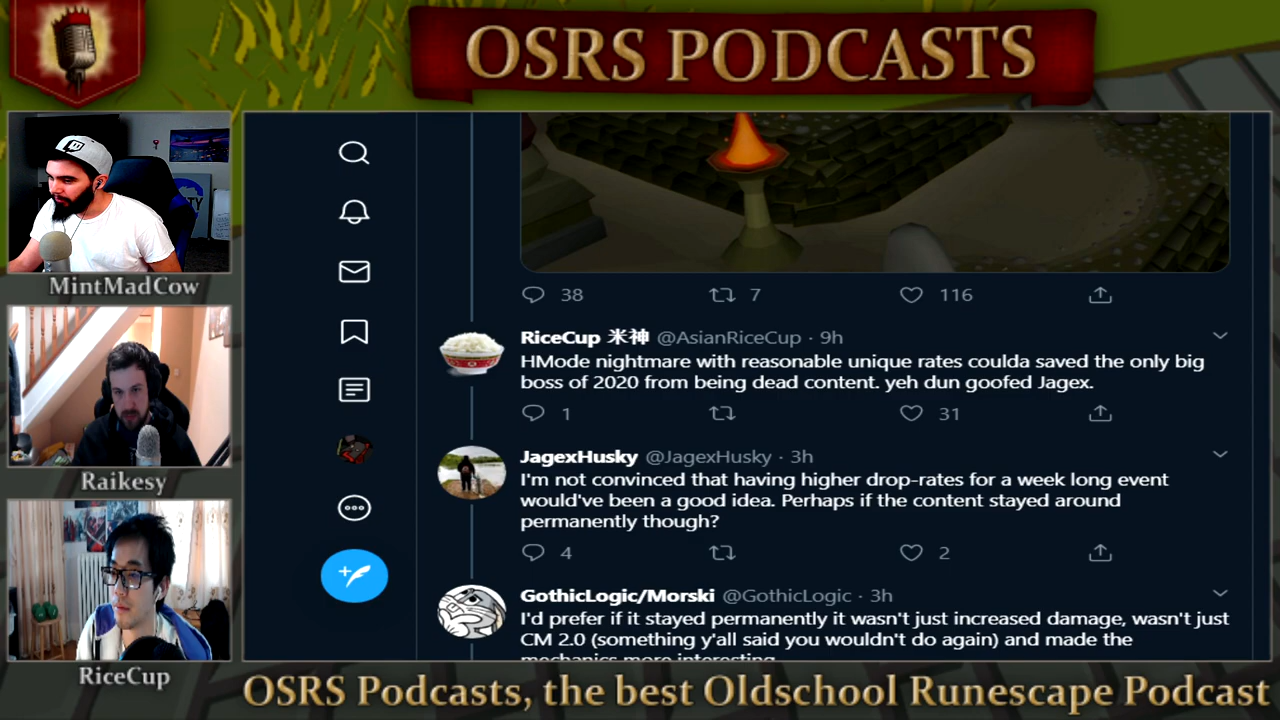 OSRS PODCASTS
MintMadCow
Raikesy
RiceCup
38 7 116
RiceCup 米神 @AsianRiceCup · 9h
HMode nightmare with reasonable unique rates coulda saved the only big
boss of 2020 from being dead content. yeh dun goofed Jagex.
1 31
JagexHusky @JagexHusky · 3h
I'm not convinced that having higher drop-rates for a week long event
would've been a good idea. Perhaps if the content stayed around
permanently though?
4 2
GothicLogic/Morski @GothicLogic · 3h
I'd prefer if it stayed permanently it wasn't just increased damage, wasn't just
CM 2.0 (something y'all said you wouldn't do again) and made the
mechanics more interesting
OSRS Podcasts, the best Oldschool Runescape Podcast